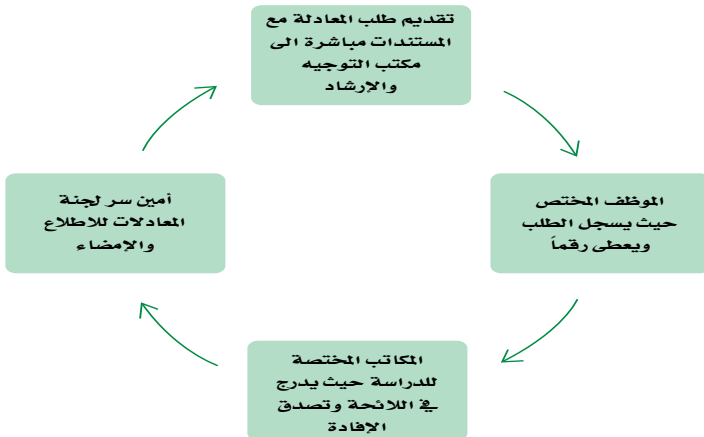 تقديم طلب المعادلة مع
المستندات مباشرة الى
مكتب التوجيه
والإرشاد
الموظف المختص
حيث يسجل الطلب
ويعطى رقماً
المكاتب المختصة
للدراسة حيث يدرج
في اللائحة وتصدق
الإفادة
أمين سر لجنة
المعادلات للاطلاع
والإمضاء